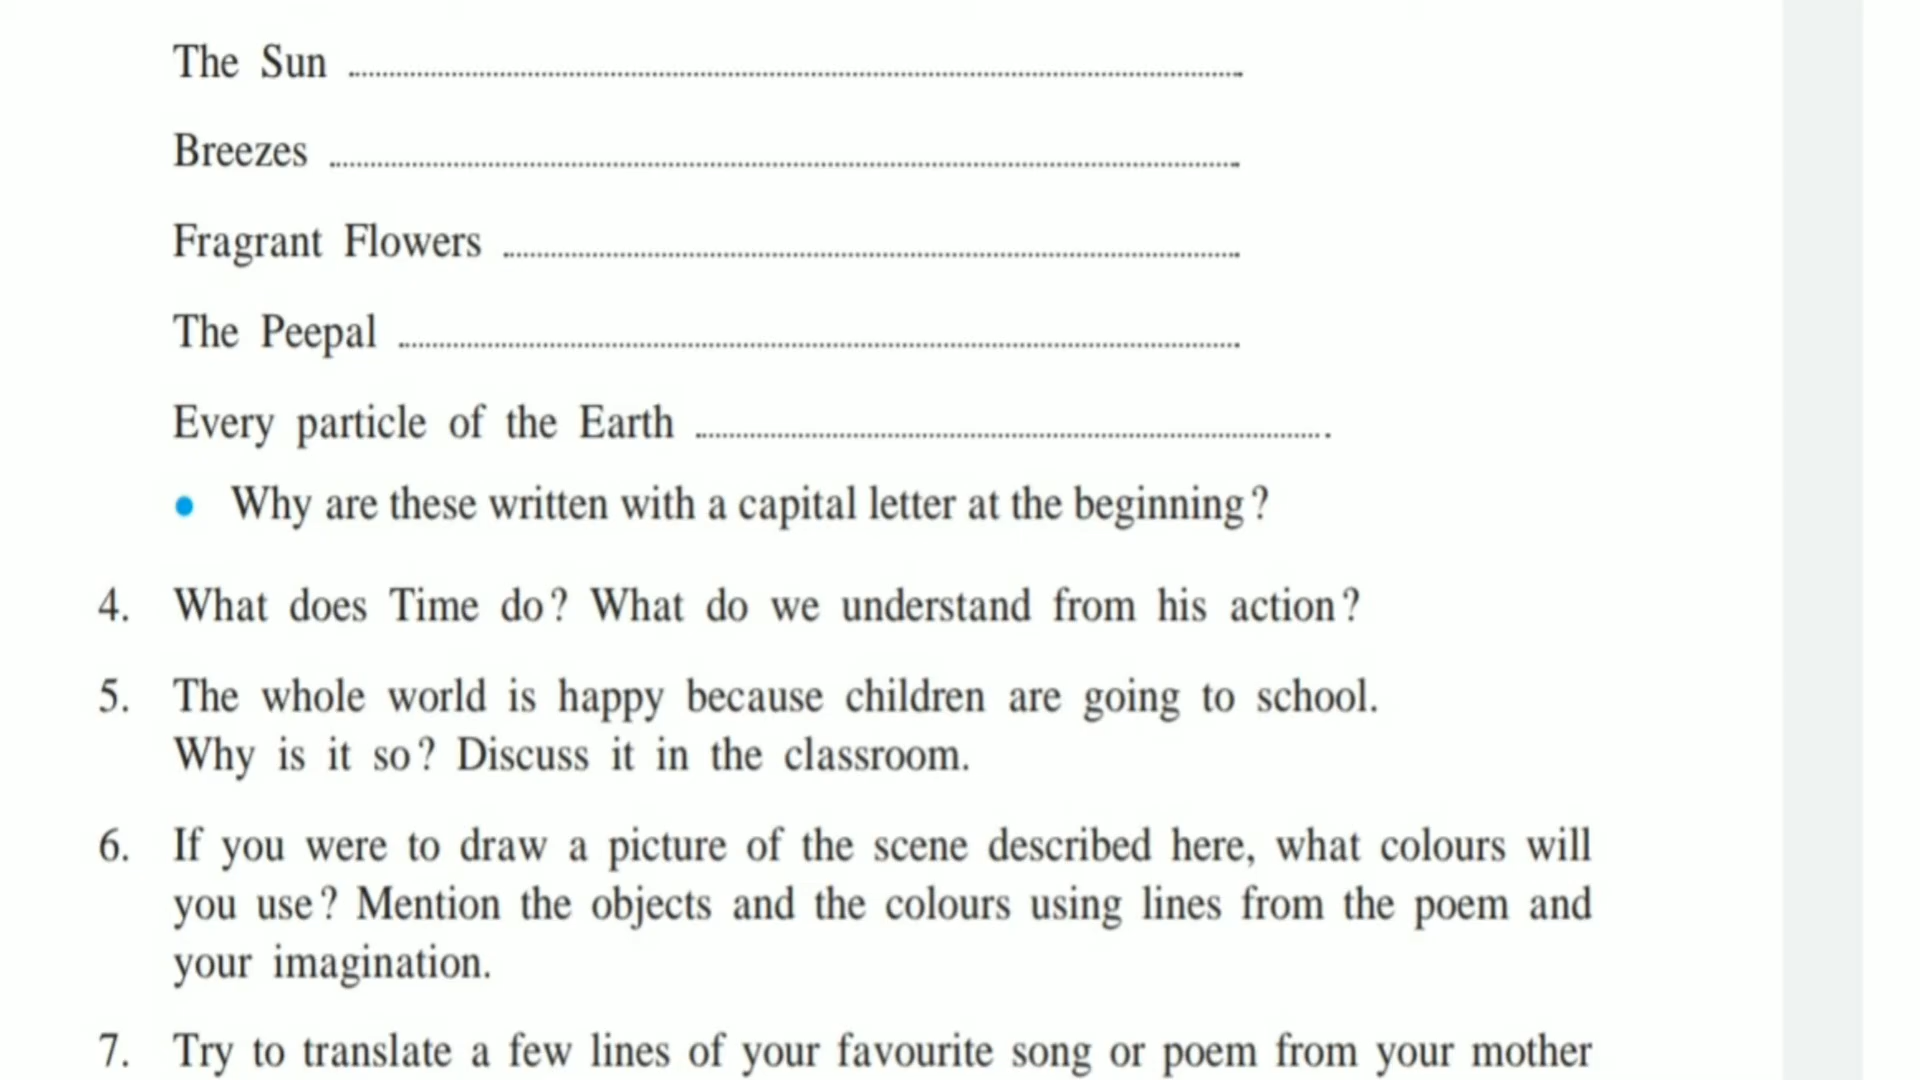 The Sun ........................................
Breezes ........................................
Fragrant Flowers ........................................
The Peepal ........................................
Every particle of the Earth ........................................
• Why are these written with a capital letter at the beginning?
4. What does Time do? What do we understand from his action?
5. The whole world is happy because children are going to school.
Why is it so? Discuss it in the classroom.
6. If you were to draw a picture of the scene described here, what colours will
you use? Mention the objects and the colours using lines from the poem and
your imagination.
7. Try to translate a few lines of your favourite song or poem from your mother